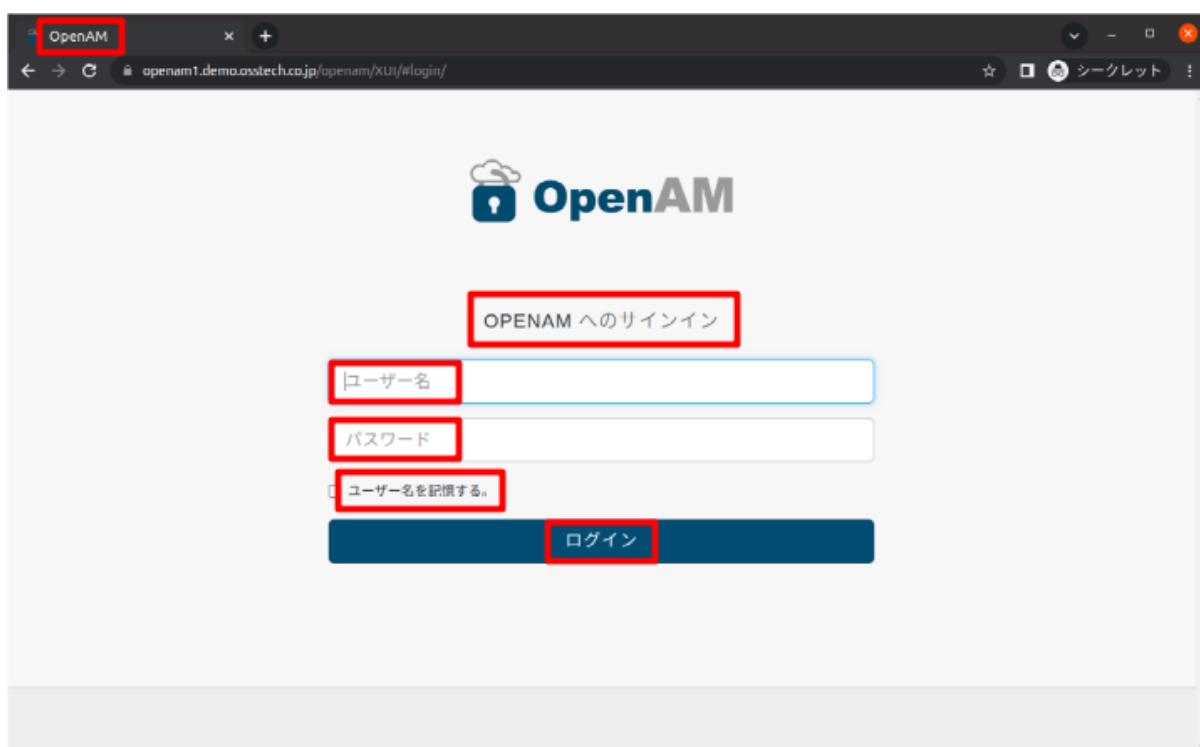 OpenAM
openam1.demo.osstech.co.jp/openam/XUI/#login/
シークレット
OpenAM
OPENAM へのサインイン
ユーザー名
パスワード
ユーザー名を記憶する。
ログイン